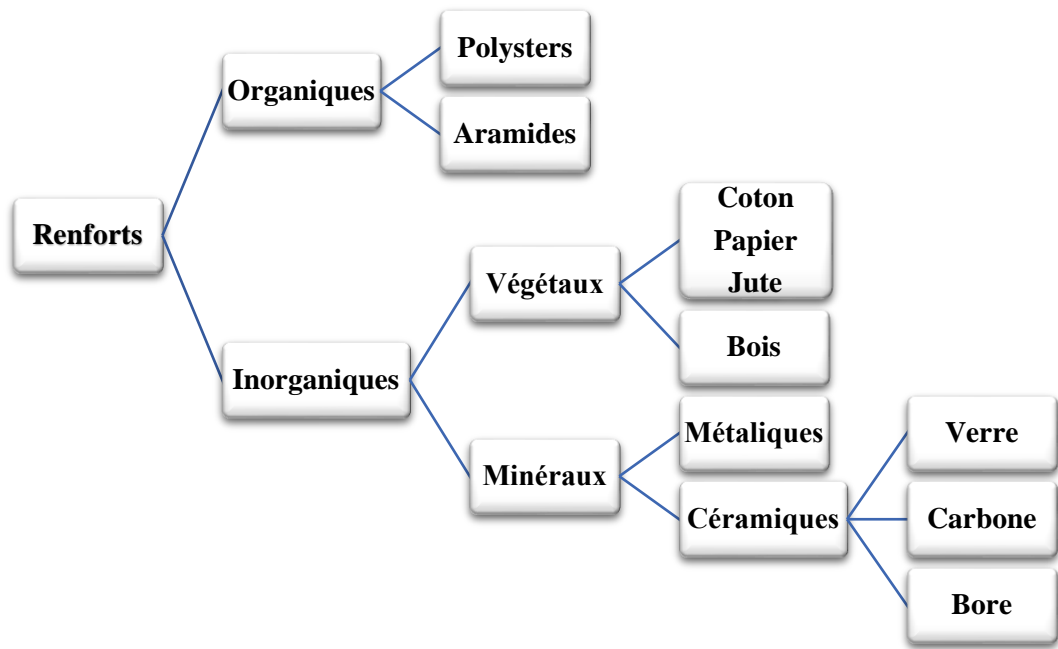 Renforts
Organiques
Polysters
Aramides
Inorganiques
Végétaux
Coton
Papier
Jute
Bois
Minéraux
Métaliques
Céramiques
Verre
Carbone
Bore